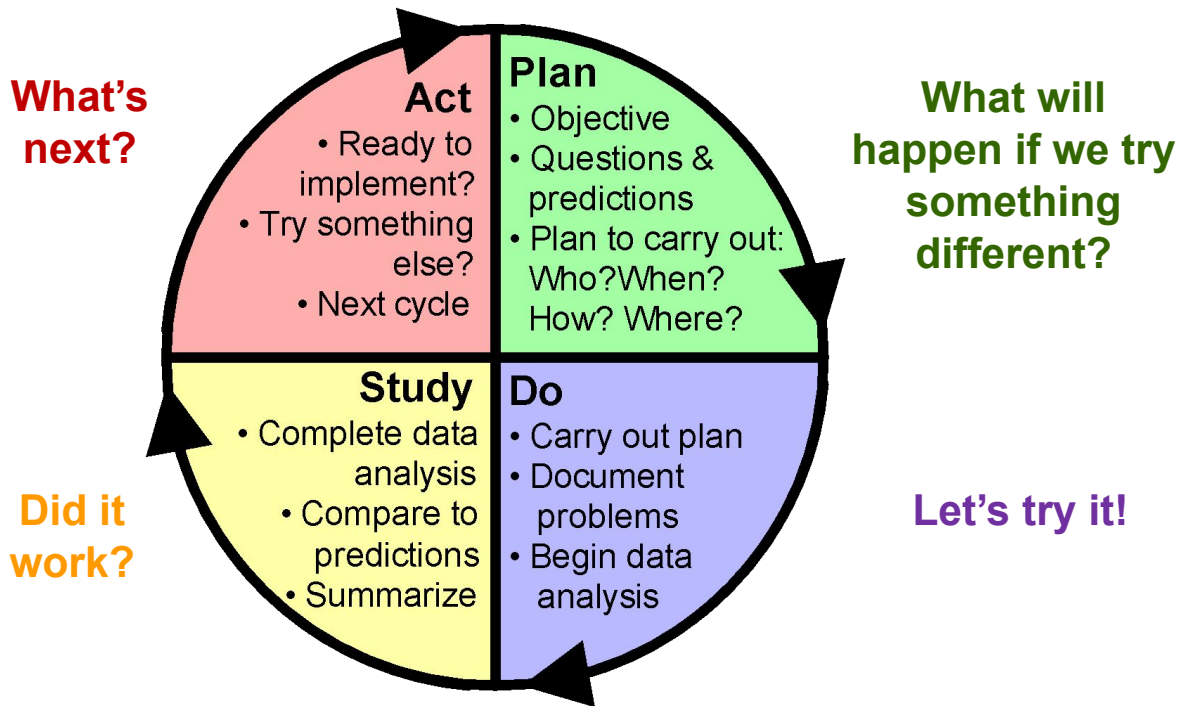 What's
next?
Act
• Ready to
implement?
• Try something
else?
• Next cycle
Plan
• Objective
• Questions &
predictions
• Plan to carry out:
Who?When?
How? Where?
What will
happen if we try
something
different?
Did it
work?
Study
• Complete data
analysis
• Compare to
predictions
• Summarize
Do
• Carry out plan
• Document
problems
• Begin data
analysis
Let's try it!